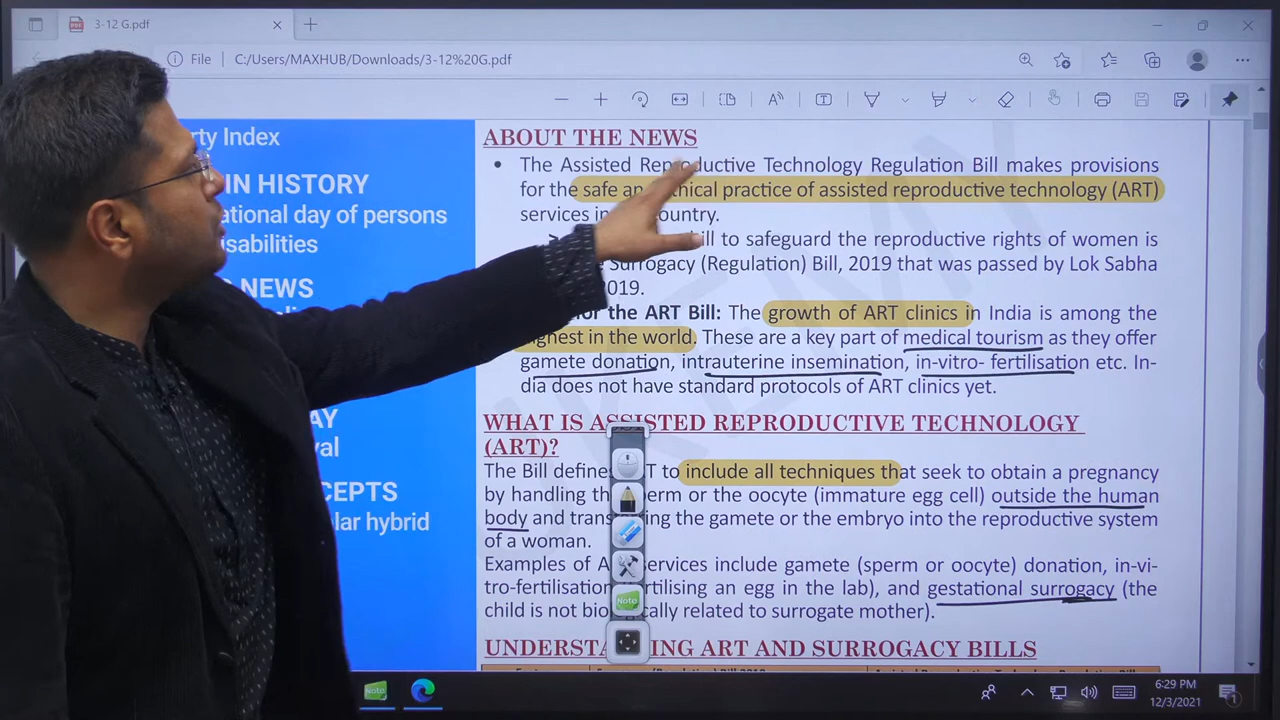 3-12 G.pdf
File
C:/Users/MAXHUB/Downloads/3-12%20G.pdf
rty Index
IN HISTORY
ational day of persons
isabilities
NEWS
AY
val
CEPTS
lar hybrid
ABOUT THE NEWS
• The Assisted Reproductive Technology Regulation Bill makes provisions
for the safe an ethical practice of assisted reproductive technology (ART)
services in country.
ill to safeguard the reproductive rights of women is
Surrogacy (Regulation) Bill, 2019 that was passed by Lok Sabha
019.
for the ART Bill: The growth of ART clinics in India is among the
highest in the world. These are a key part of medical tourism as they offer
gamete donation, intrauterine insemination, in-vitro- fertilisation etc. In-
dia does not have standard protocols of ART clinics yet.
WHAT IS ASSISTED REPRODUCTIVE TECHNOLOGY
(ART)?
The Bill define T to include all techniques that seek to obtain a pregnancy
by handling th erm or the oocyte (immature egg cell) outside the human
body and trans ing the gamete or the embryo into the reproductive system
of a woman.
Examples of A ervices include gamete (sperm or oocyte) donation, in-vi-
tro-fertilisation rtilising an egg in the lab), and gestational surrogacy (the
child is not bio ically related to surrogate mother).
UNDERSTA ING ART AND SURROGACY BILLS
Note
Note
6:29 PM
12/3/2021